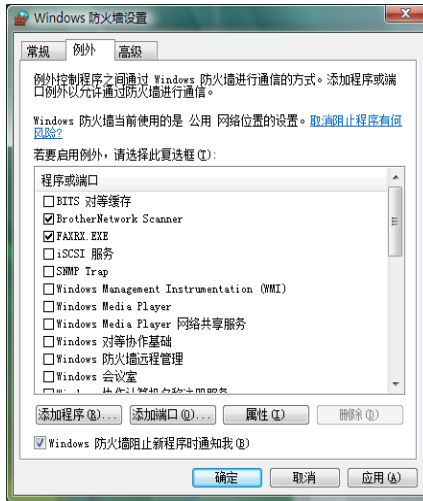 Windows 防火墙设置
常规 例外 高级
例外控制程序之间通过 Windows 防火墙进行通信的方式。添加程序或端
口例外以允许通过防火墙进行通信。
Windows 防火墙当前使用的是 公用 网络位置的设置。取消阻止程序有何
风险?
若要启用例外，请选择此复选框(T):
程序或端口
BITS 对等缓存
BrotherNetwork Scanner
FAXRX.EXE
iSCSI 服务
SNMP Trap
Windows Management Instrumentation (WMI)
Windows Media Player
Windows Media Player 网络共享服务
Windows 对等协作基础
Windows 防火墙远程管理
Windows 会议室
添加程序(R)... 添加端口(O)... 属性(I) 删除(D)
Windows 防火墙阻止新程序时通知我(B)
确定 取消 应用(A)